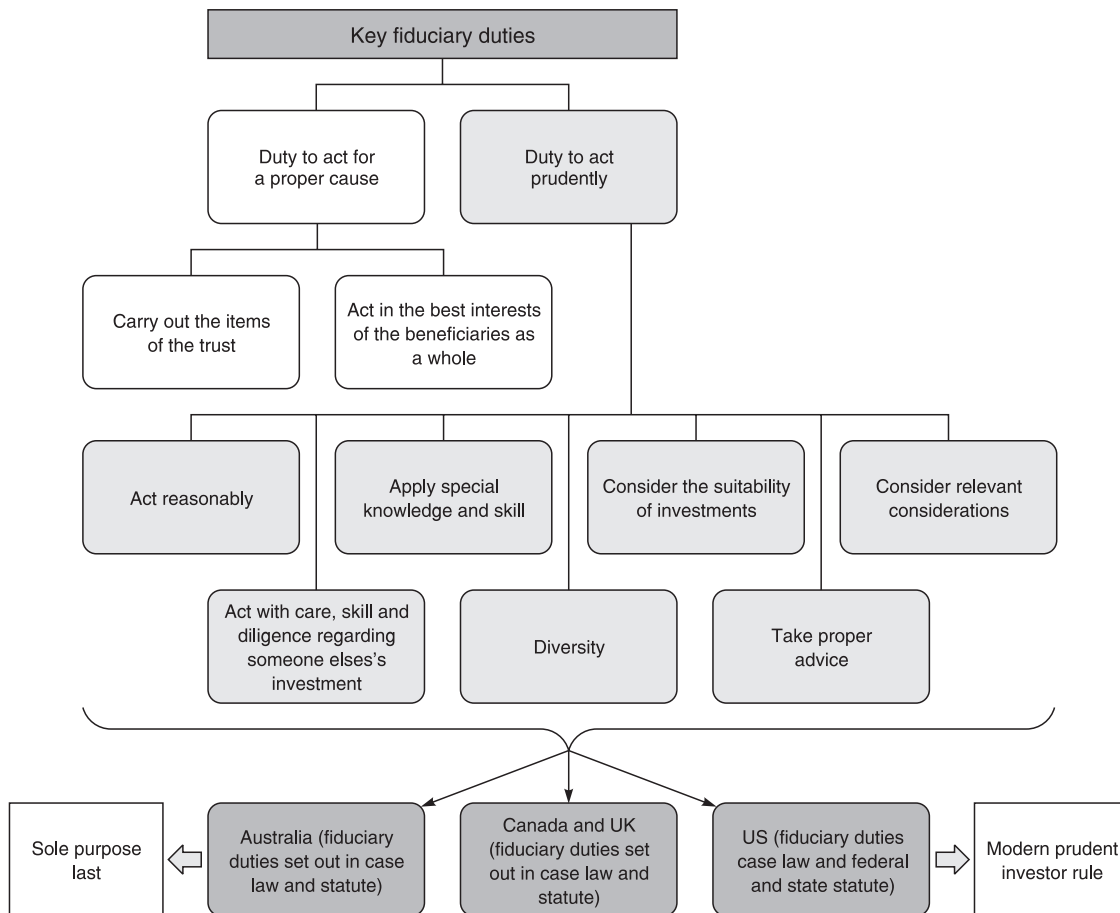 Key fiduciary duties
Duty to act for
a proper cause
Duty to act
prudently
Carry out the items
of the trust
Act in the best interests
of the beneficiaries as
a whole
Act reasonably
Apply special
knowledge and skill
Consider the suitability
of investments
Consider relevant
considerations
Act with care, skill and
diligence regarding
someone elses's
investment
Diversity
Take proper
advice
Sole purpose
last
Australia (fiduciary
duties set out in case
law and statute)
Canada and UK
(fiduciary duties set
out in case law and
statute)
US (fiduciary duties
case law and federal
and state statute)
Modern prudent
investor rule